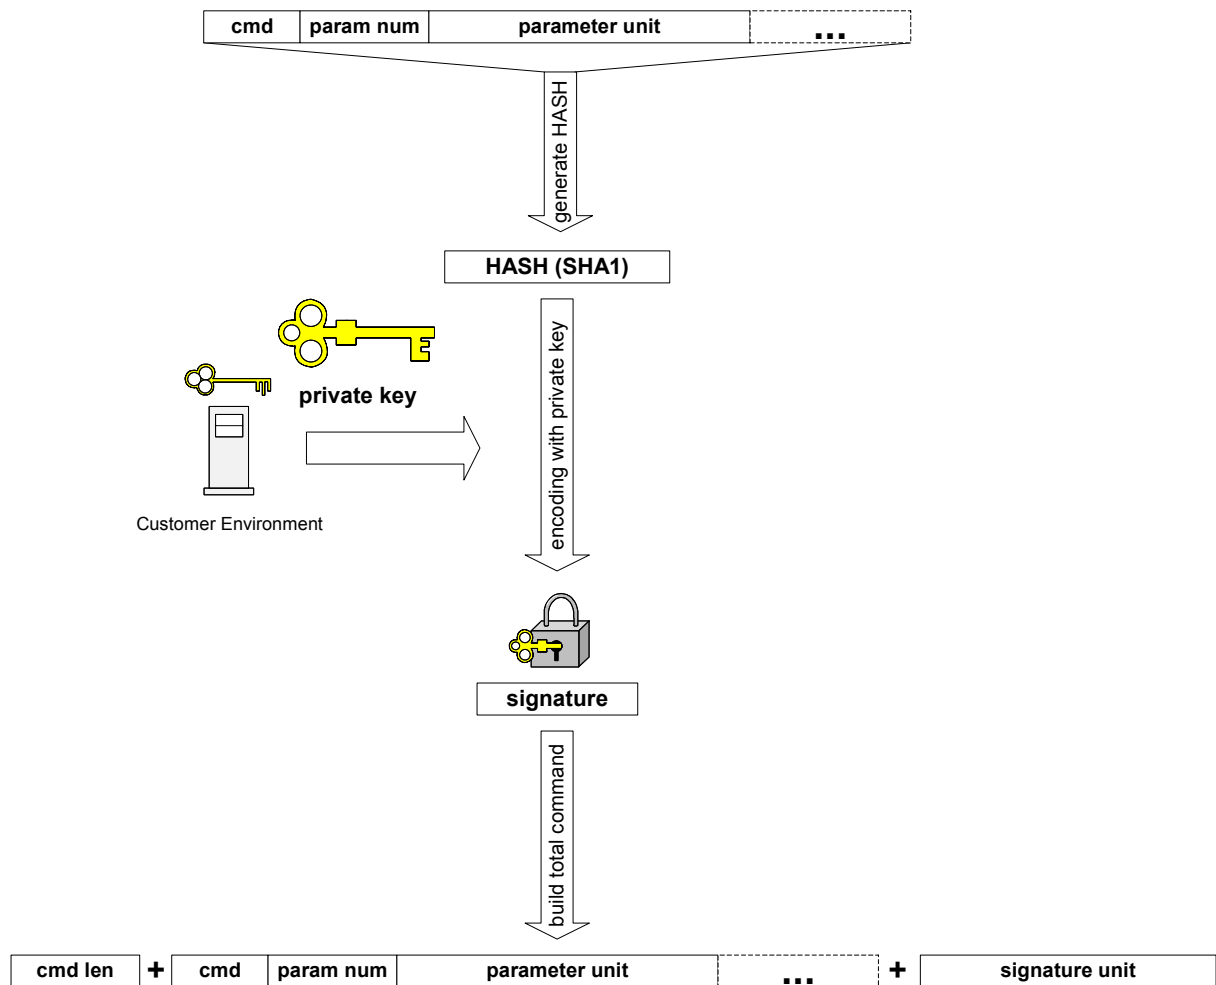 cmd param num parameter unit ...
generate HASH
HASH (SHA1)
private key
encoding with private key
Customer Environment
signature
build total command
cmd len + cmd param num parameter unit ... + signature unit